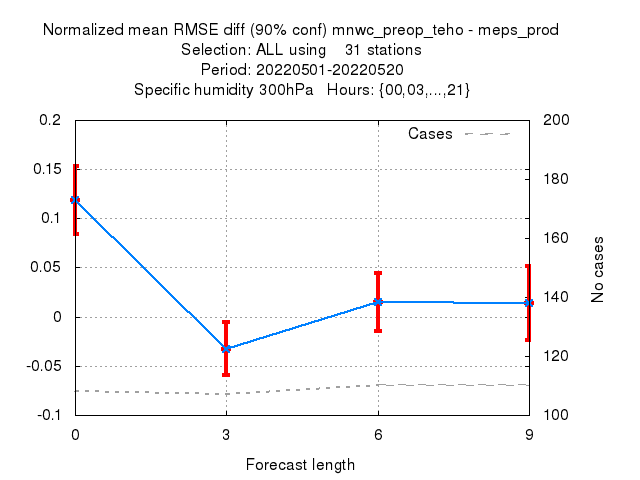 Normalized mean RMSE diff (90% conf) mnwc_preop_teho - meps_prod
Selection: ALL using    31 stations
Period: 20220501-20220520
Specific humidity 300hPa   Hours: {00,03,...,21}
0.2
0.15
0.1
0.05
0
-0.05
-0.1
Cases
200
180
160
140
120
100
No cases
0 3 6 9
Forecast length